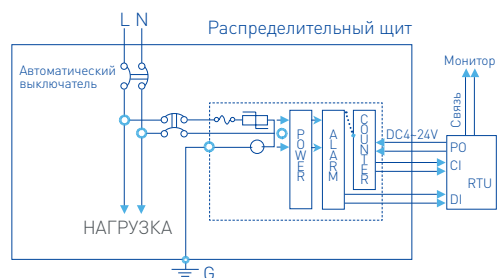 L N
Распределительный щит
Автоматический
выключатель
Монитор
Связь
POWER
ALARM
COUNTER
DC4~24V
PO
CI
RTU
DI
НАГРУЗКА
G